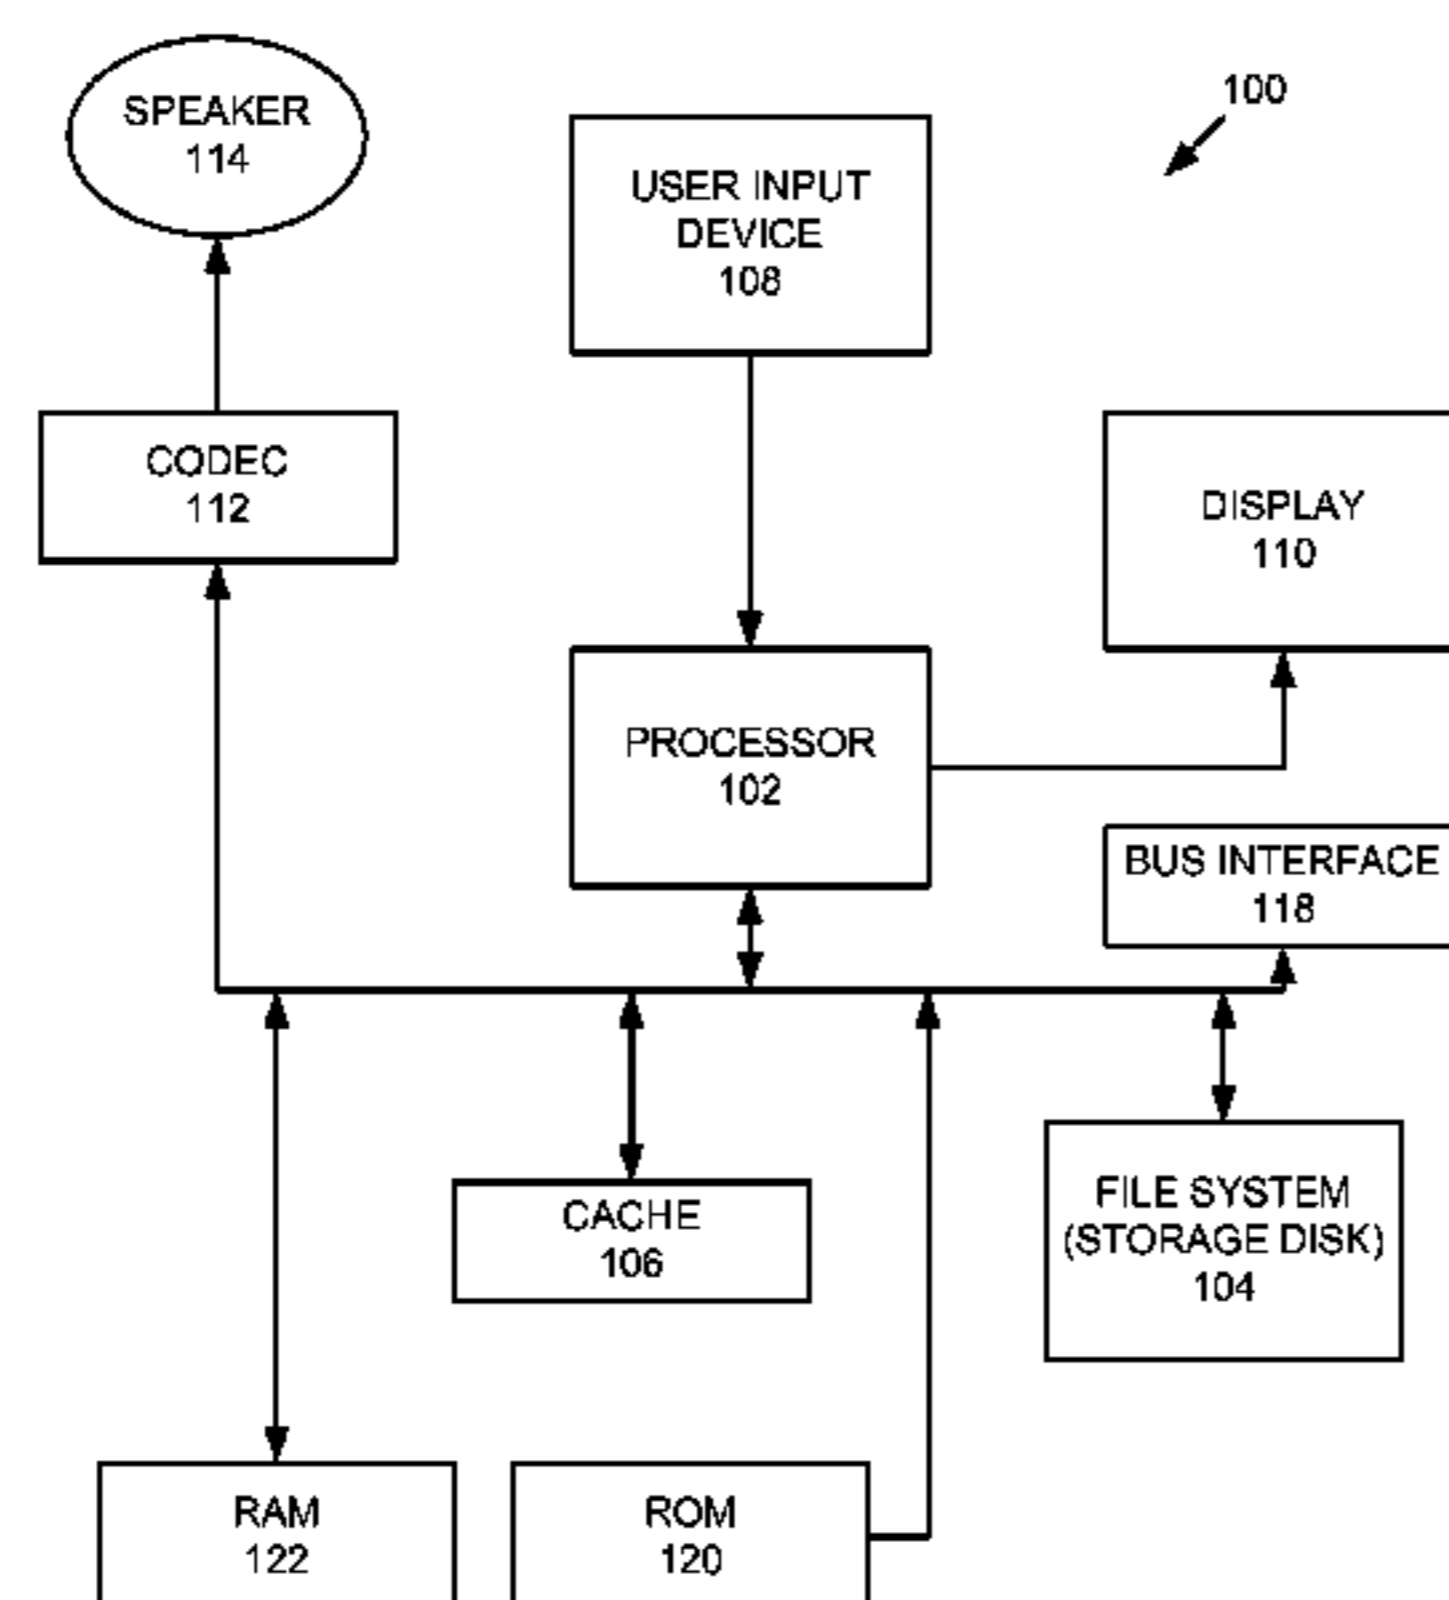 SPEAKER
114
100
USER INPUT
DEVICE
108
CODEC
112
DISPLAY
110
PROCESSOR
102
BUS INTERFACE
118
CACHE
106
FILE SYSTEM
(STORAGE DISK)
104
RAM
122
ROM
120